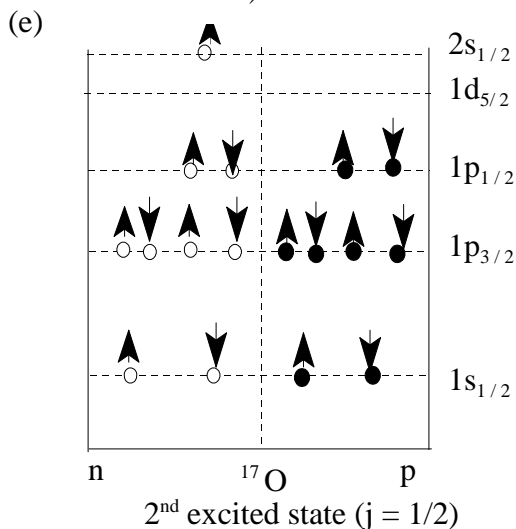 (e)
2s1/2
1d5/2
1p1/2
1p3/2
1s1/2
n 17O p
2nd excited state (j = 1/2)